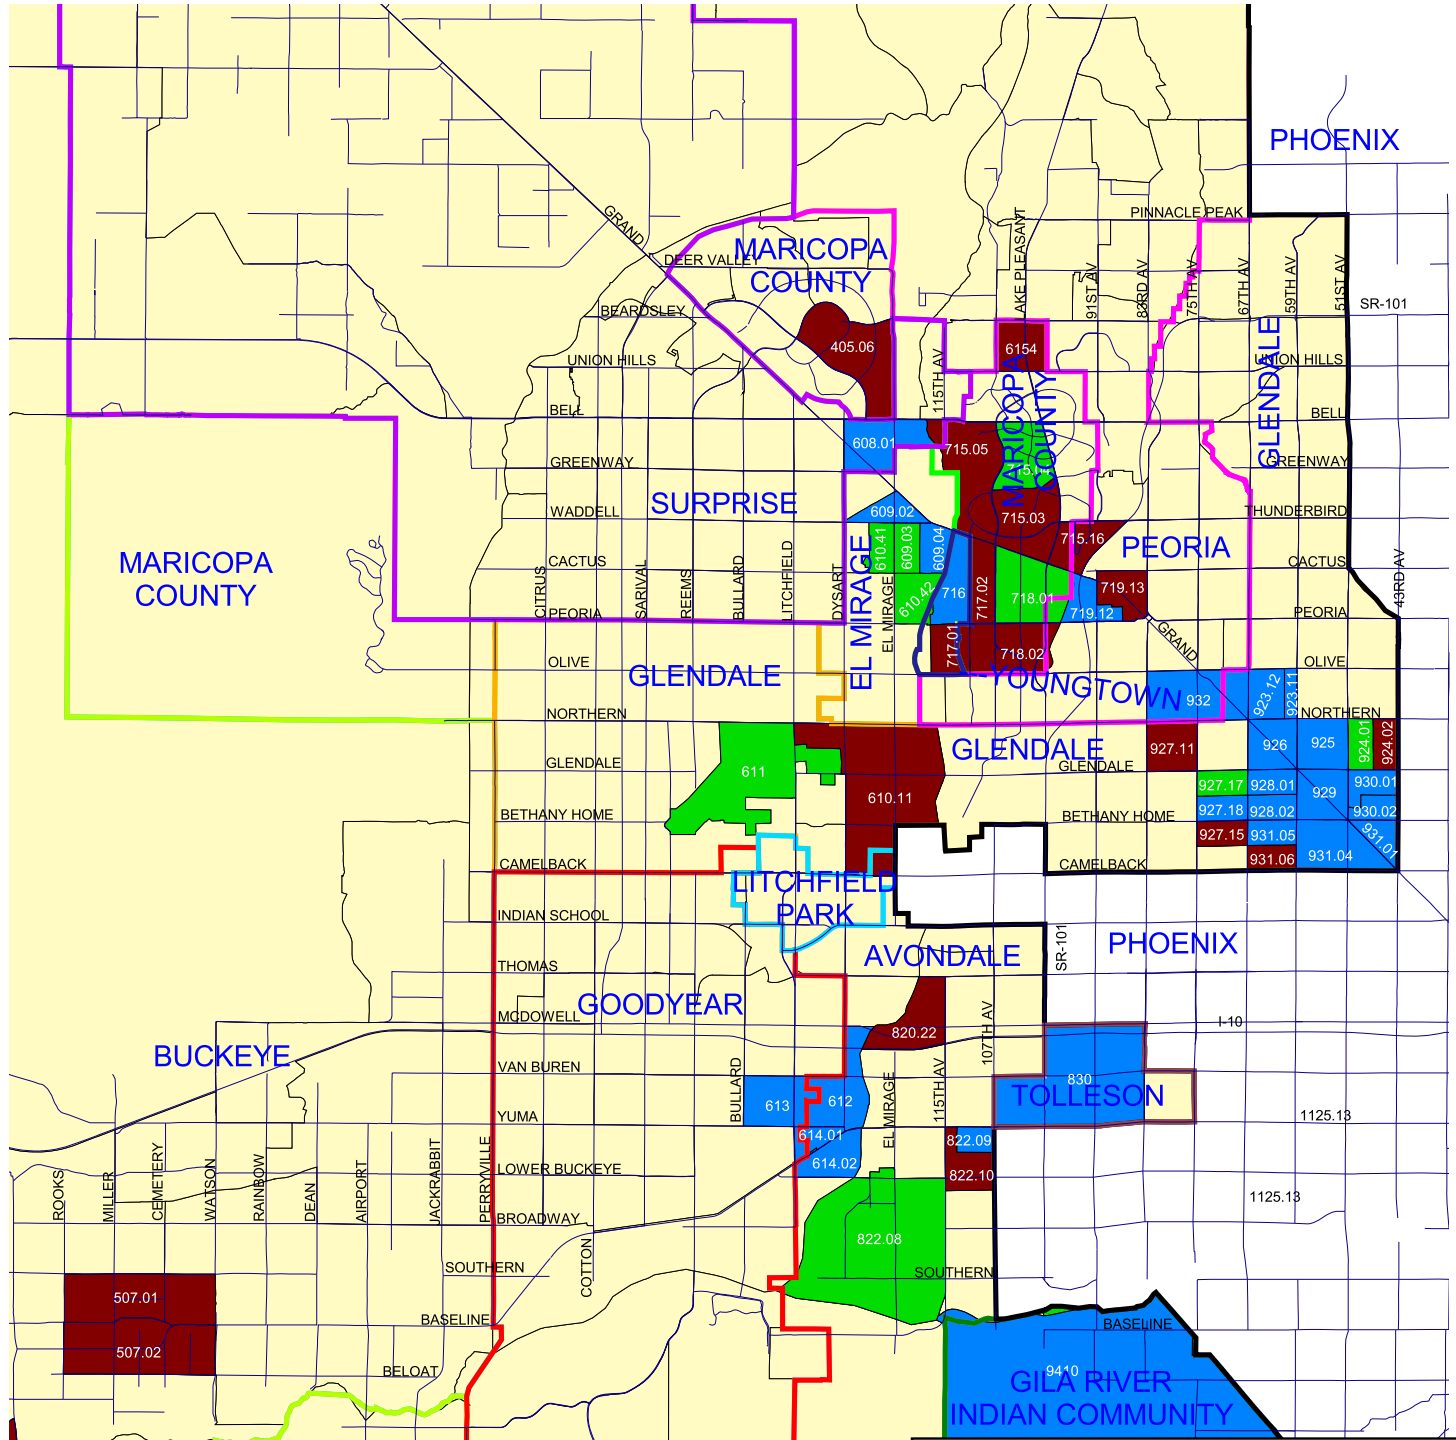 PHOENIX
GRAND
PINNACLE PEAK
MARICOPA
COUNTY
DEER VALLEY
LAKE PLEASANT
91ST AV
83RD AV
75TH AV
67TH AV
59TH AV
51ST AV
SR-101
BEARDSLEY
405.06
6154
UNION HILLS
UNION HILLS
GLENDALE
115TH AV
MARICOPA
COUNTY
BELL
BELL
608.01
715.05
GREENWAY
GREENWAY
SURPRISE
WADDELL
609.02
715.03
THUNDERBIRD
715.16
PEORIA
MARICOPA
COUNTY
CACTUS
CACTUS
CITRUS
SARIVAL
REEMS
BULLARD
LITCHFIELD
DYSART
EL MIRAGE
EL MIRAGE
610.41
609.03
609.04
610.42
716
717.02
718.01
719.13
719.12
43RD AV
PEORIA
PEORIA
717.01
718.02
GRAND
OLIVE
OLIVE
GLENDALE
YOUNGTOWN
932
923.12
923.11
NORTHERN
NORTHERN
GLENDALE
927.11
926
925
924.01
924.02
GLENDALE
GLENDALE
611
610.11
927.17
928.01
929
930.01
BETHANY HOME
BETHANY HOME
927.18
928.02
930.02
927.15
931.05
931.01
931.06
931.04
CAMELBACK
CAMELBACK
LITCHFIELD
PARK
INDIAN SCHOOL
AVONDALE
SR-101
PHOENIX
THOMAS
GOODYEAR
MCDOWELL
820.22
107TH AV
I-10
BUCKEYE
VAN BUREN
BULLARD
613
612
EL MIRAGE
115TH AV
830
TOLLESON
YUMA
1125.13
614.01
822.09
614.02
822.10
LOWER BUCKEYE
1125.13
ROOKS
MILLER
CEMETERY
WATSON
RAINBOW
DEAN
AIRPORT
JACKRABBIT
PERRYVILLE
BROADWAY
822.08
COTTON
SOUTHERN
SOUTHERN
507.01
BASELINE
BASELINE
507.02
BELOAT
9410
GILA RIVER
INDIAN COMMUNITY